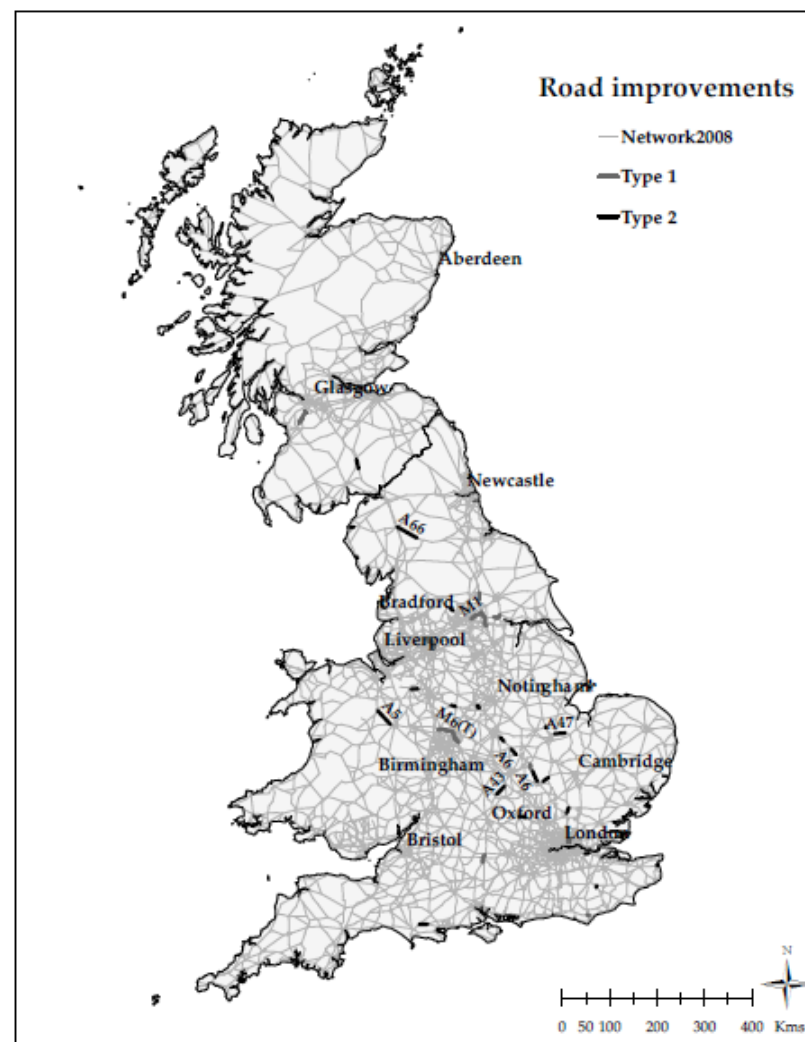 Road improvements
Network2008
Type 1
Type 2
Aberdeen
Glasgow
Newcastle
A66
Bradford
M1
Liverpool
Notingham
A5
M6(T)
A47
Birmingham
A6
A6
Cambridge
A43
Oxford
London
Bristol
N
0 50 100 200 300 400 Kms